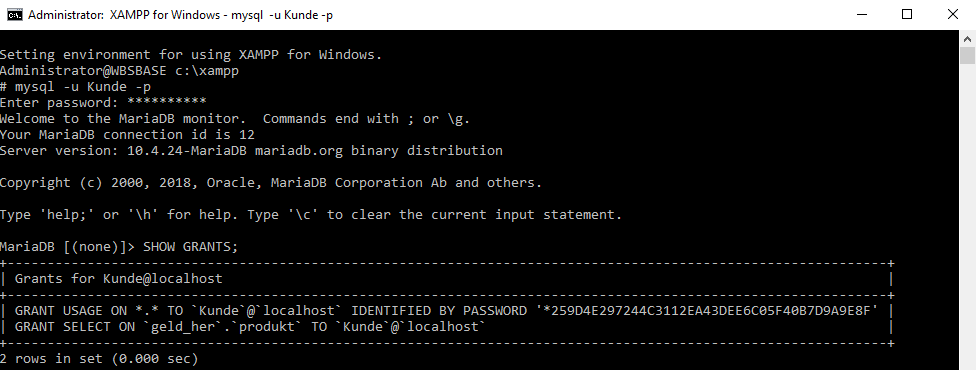 Administrator: XAMPP for Windows - mysql -u Kunde -p
Setting environment for using XAMPP for Windows.
Administrator@WBSBASE c:\xampp
# mysql -u Kunde -p
Enter password: **********
Welcome to the MariaDB monitor.  Commands end with ; or \g.
Your MariaDB connection id is 12
Server version: 10.4.24-MariaDB mariadb.org binary distribution
Copyright (c) 2000, 2018, Oracle, MariaDB Corporation Ab and others.
Type 'help;' or '\h' for help. Type '\c' to clear the current input statement.
MariaDB [(none)]> SHOW GRANTS;
+-------------------------------------------------------------------------------------------------------------+
| Grants for Kunde@localhost                                                                                  |
+-------------------------------------------------------------------------------------------------------------+
| GRANT USAGE ON *.* TO `Kunde`@`localhost` IDENTIFIED BY PASSWORD '*259D4E297244C3112EA43DEE6C05F40B7D9A9E8F' |
| GRANT SELECT ON `geld_her`.`produkt` TO `Kunde`@`localhost`                                                 |
+-------------------------------------------------------------------------------------------------------------+
2 rows in set (0.000 sec)